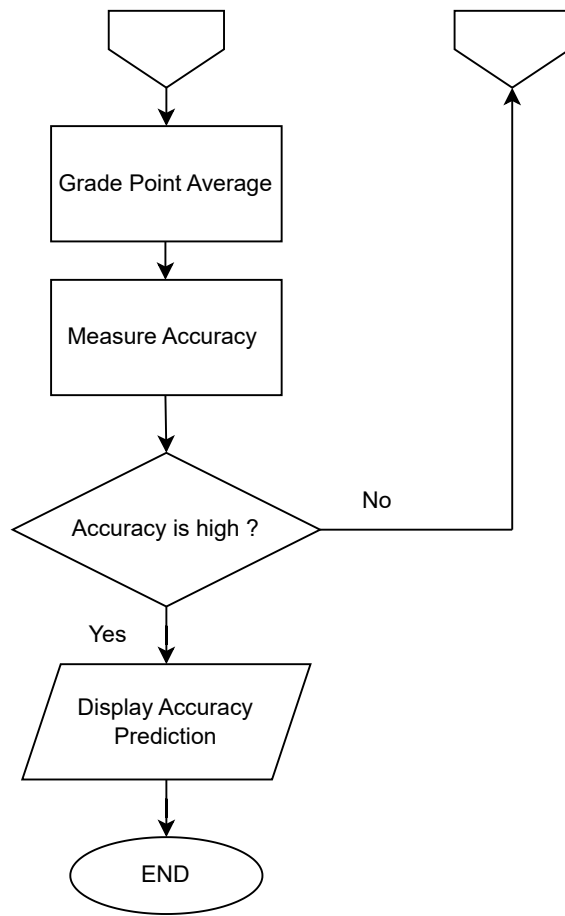 Grade Point Average
Measure Accuracy
Accuracy is high ?
No
Yes
Display Accuracy
Prediction
END